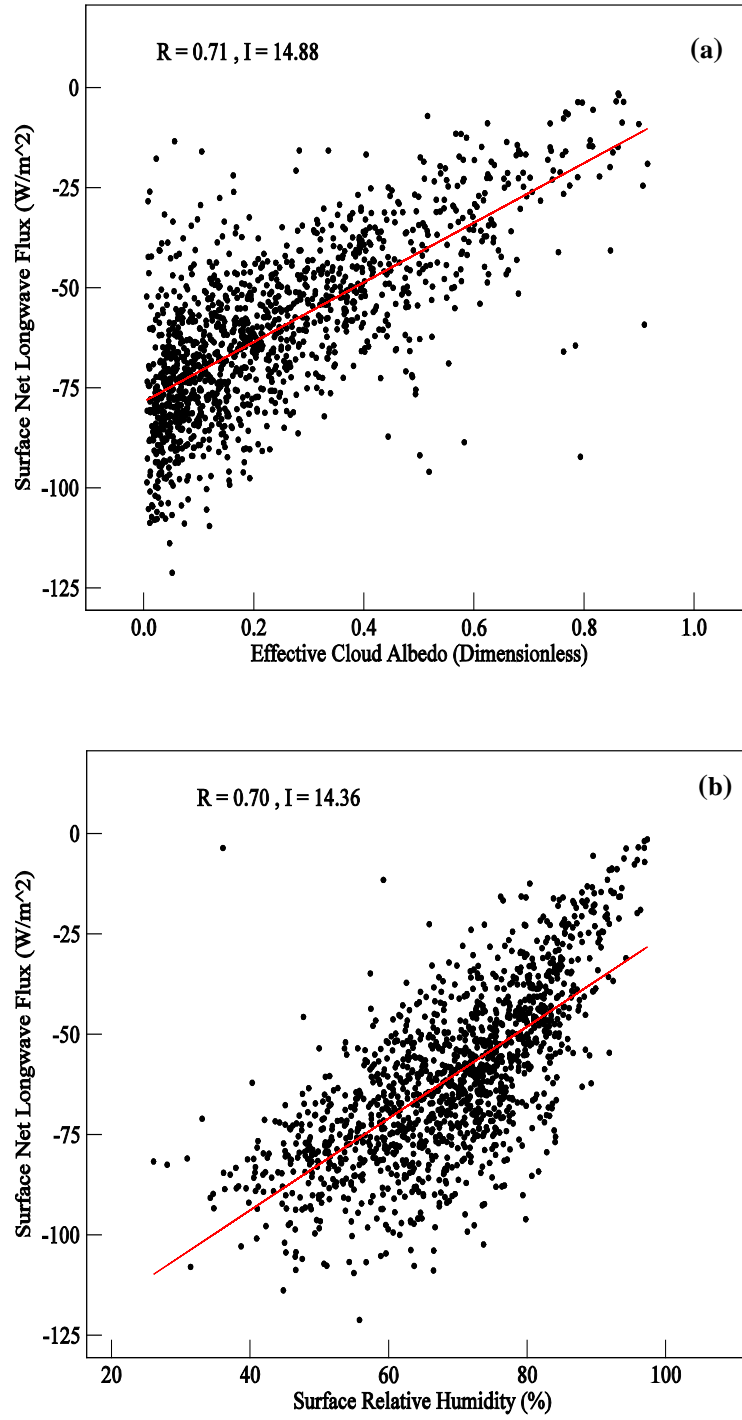 R = 0.71 , I = 14.88
(a)
0
-25
-50
-75
-100
-125
Surface Net Longwave Flux (W/m^2)
0.0 0.2 0.4 0.6 0.8 1.0
Effective Cloud Albedo (Dimensionless)
R = 0.70 , I = 14.36
(b)
0
-25
-50
-75
-100
-125
Surface Net Longwave Flux (W/m^2)
20 40 60 80 100
Surface Relative Humidity (%)